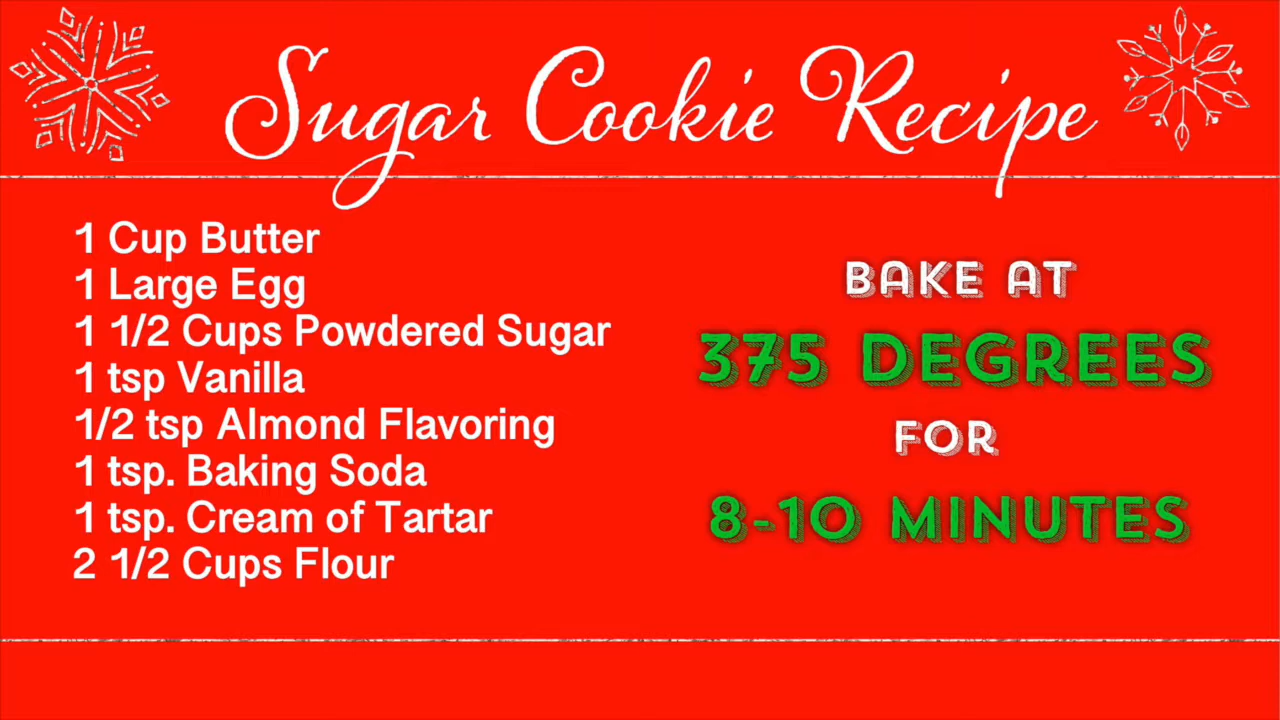 Sugar Cookie Recipe
1 Cup Butter
1 Large Egg
1 1/2 Cups Powdered Sugar
1 tsp Vanilla
1/2 tsp Almond Flavoring
1 tsp. Baking Soda
1 tsp. Cream of Tartar
2 1/2 Cups Flour
BAKE AT
375 DEGREES
FOR
8-10 MINUTES